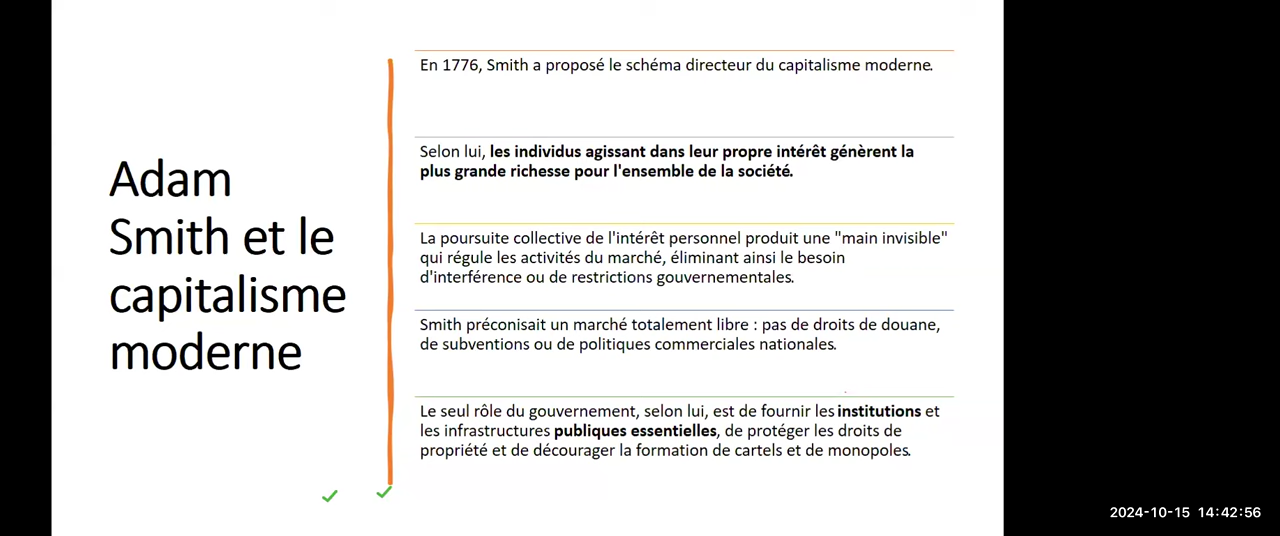 Adam
Smith et le
capitalisme
moderne
En 1776, Smith a proposé le schéma directeur du capitalisme moderne.
Selon lui, les individus agissant dans leur propre intérêt génèrent la
plus grande richesse pour l'ensemble de la société.
La poursuite collective de l'intérêt personnel produit une "main invisible"
qui régule les activités du marché, éliminant ainsi le besoin
d'interférence ou de restrictions gouvernementales.
Smith préconisait un marché totalement libre : pas de droits de douane,
de subventions ou de politiques commerciales nationales.
Le seul rôle du gouvernement, selon lui, est de fournir les institutions et
les infrastructures publiques essentielles, de protéger les droits de
propriété et de décourager la formation de cartels et de monopoles.
2024-10-15 14:42:56